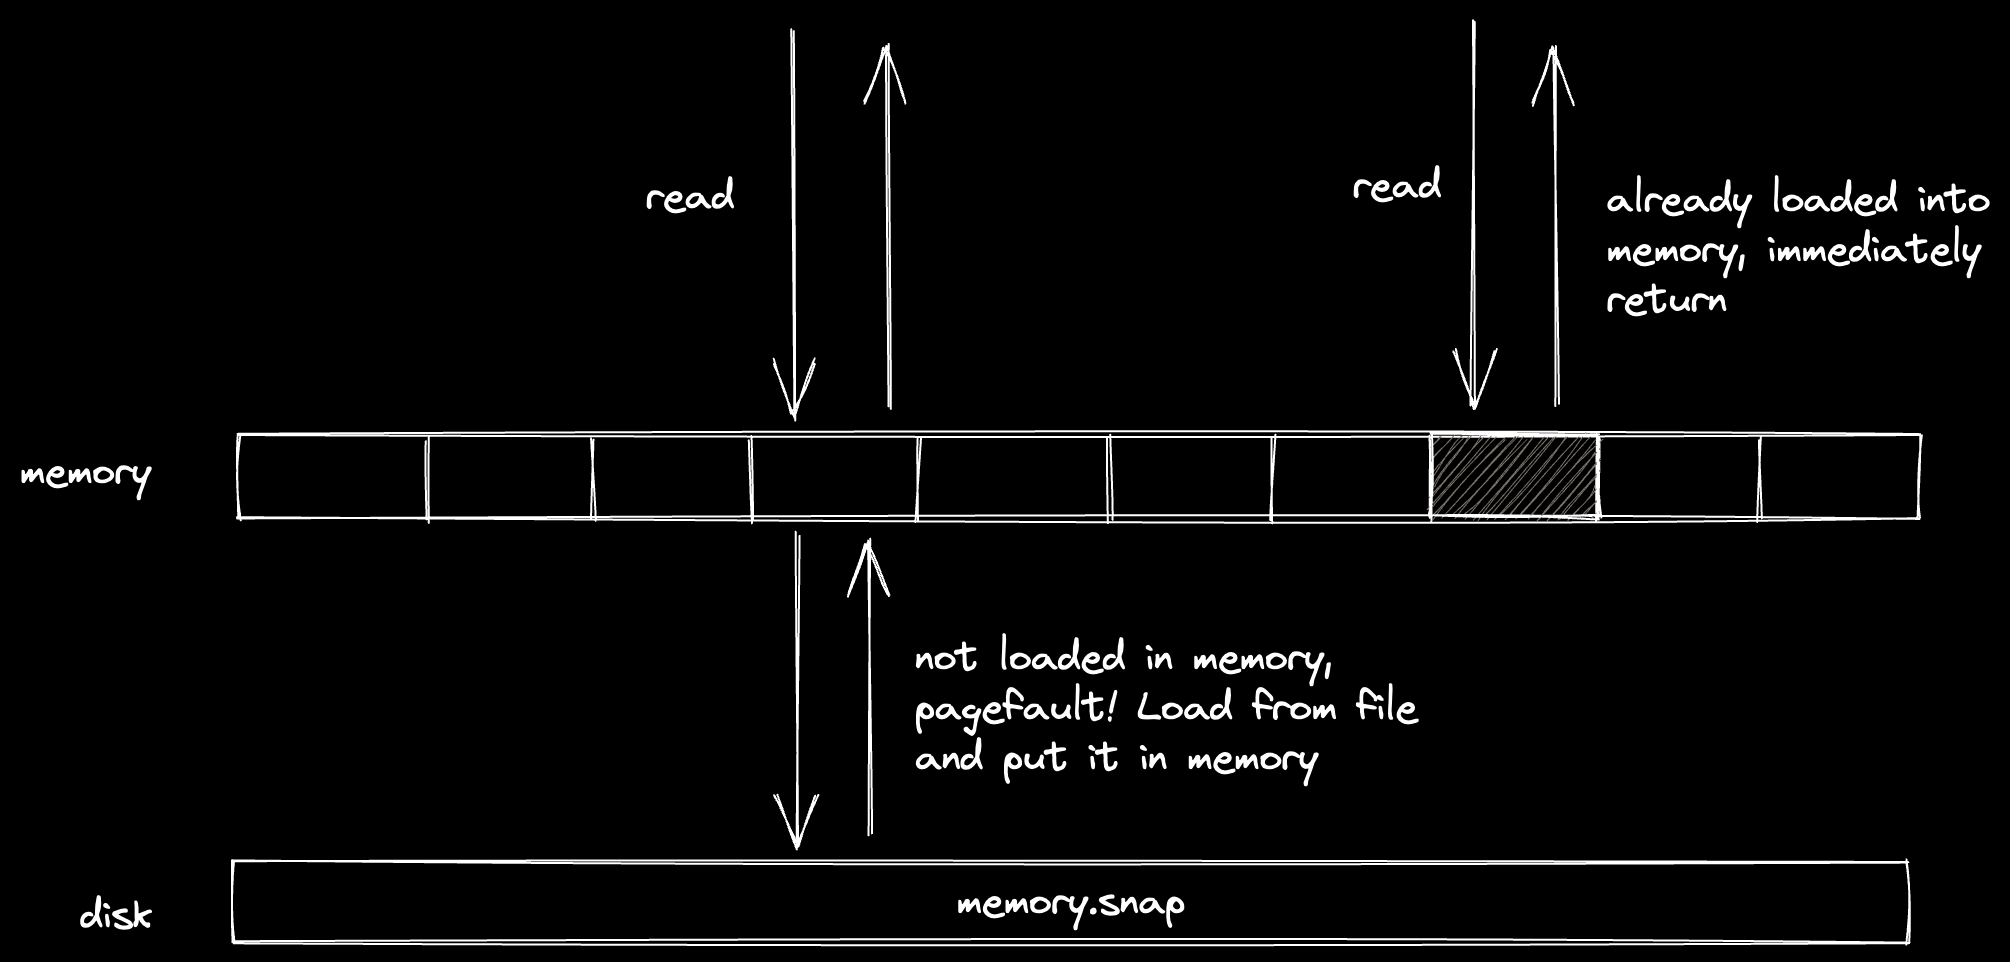 read
read
already loaded into
memory, immediately
return
memory
not loaded in memory,
pagefault! Load from file
and put it in memory
disk
memory.snap